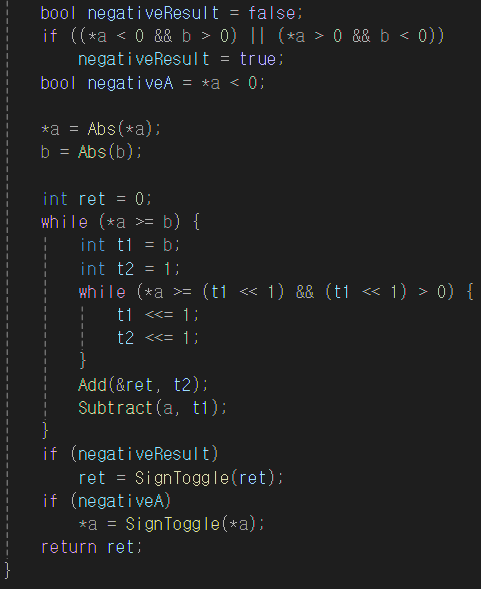 bool negativeResult = false;
if ((*a < 0 && b > 0) || (*a > 0 && b < 0))
negativeResult = true;
bool negativeA = *a < 0;
*a = Abs(*a);
b = Abs(b);
int ret = 0;
while (*a >= b) {
int t1 = b;
int t2 = 1;
while (*a >= (t1 << 1) && (t1 << 1) > 0) {
t1 <<= 1;
t2 <<= 1;
}
Add(&ret, t2);
Subtract(a, t1);
}
if (negativeResult)
ret = SignToggle(ret);
if (negativeA)
*a = SignToggle(*a);
return ret;
}